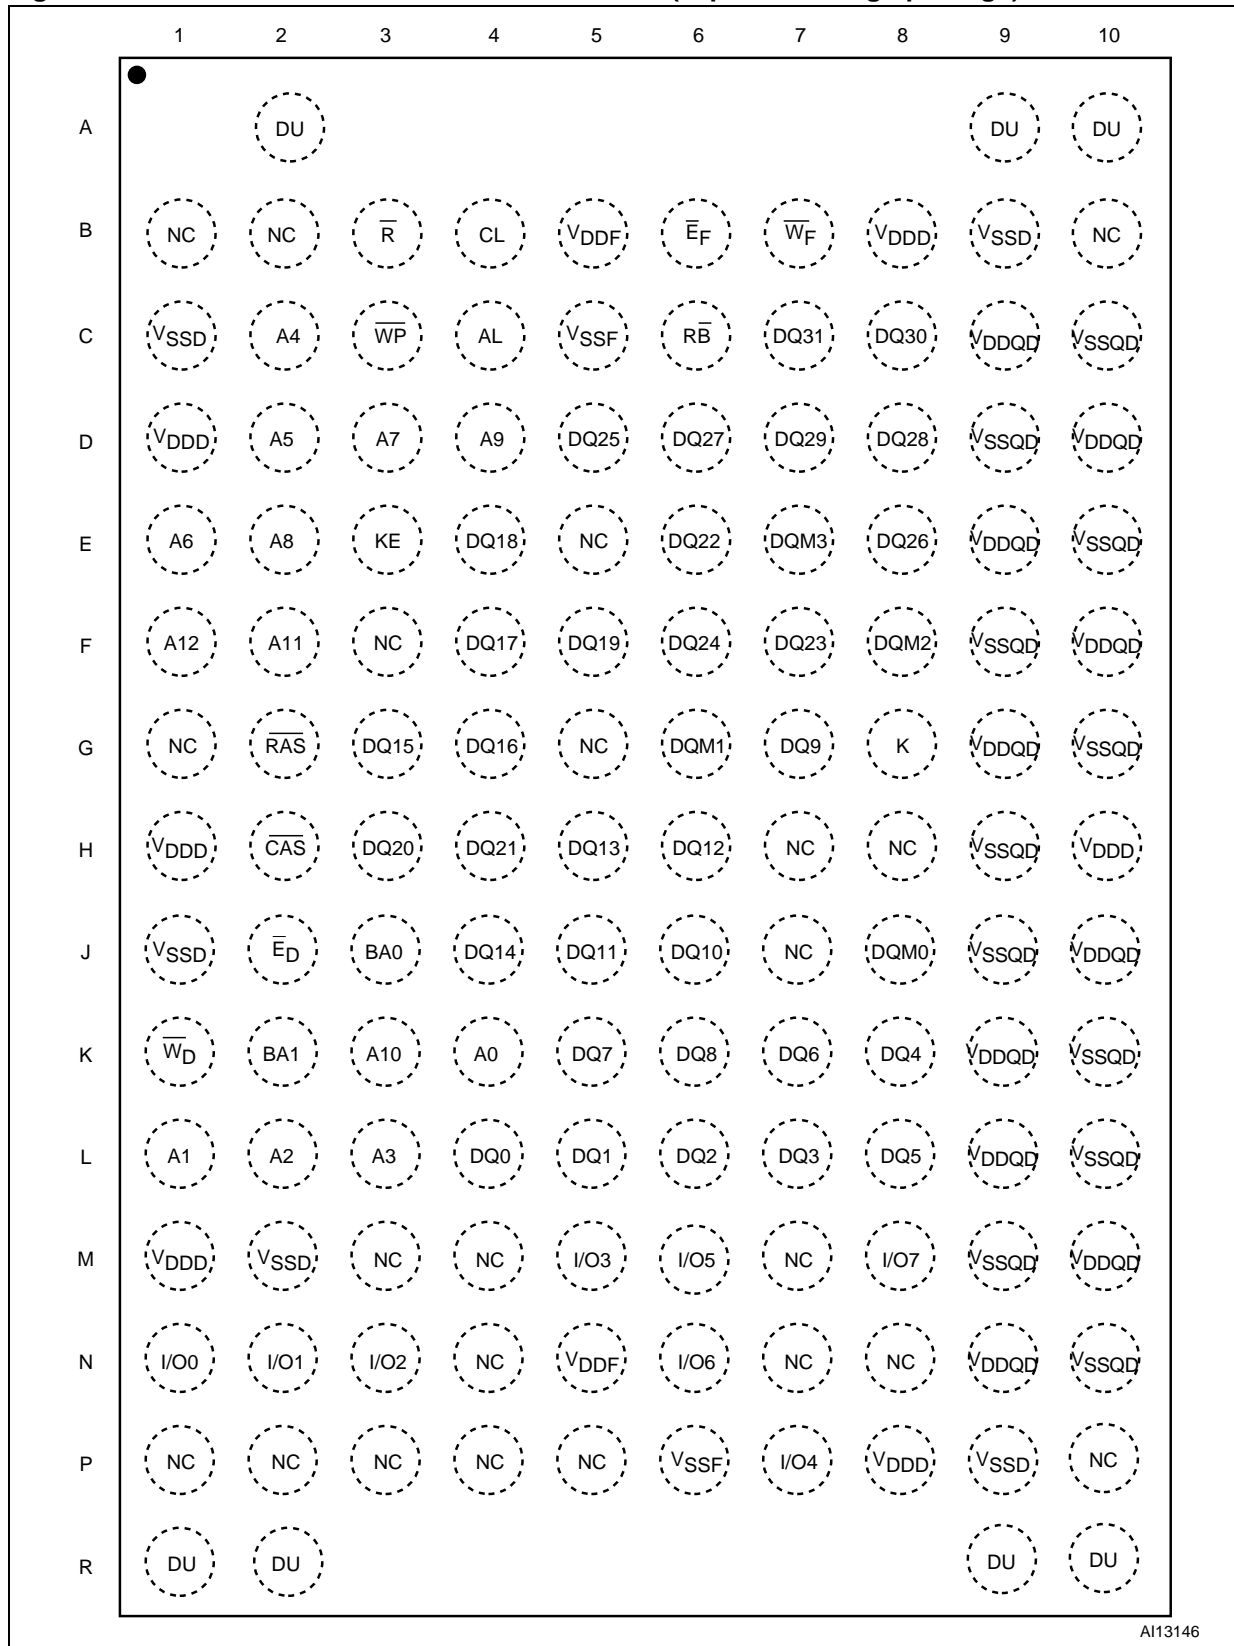 1 2 3 4 5 6 7 8 9 10
A DU DU DU
B NC NC R̅ CL VDDF E̅F W̅F VDDD VSSD NC
C VSSD A4 W̅P̅ AL VSSF RB̅ DQ31 DQ30 VDDQD VSSQD
D VDDD A5 A7 A9 DQ25 DQ27 DQ29 DQ28 VSSQD VDDQD
E A6 A8 KE DQ18 NC DQ22 DQM3 DQ26 VDDQD VSSQD
F A12 A11 NC DQ17 DQ19 DQ24 DQ23 DQM2 VSSQD VDDQD
G NC R̅A̅S̅ DQ15 DQ16 NC DQM1 DQ9 K VDDQD VSSQD
H VDDD C̅A̅S̅ DQ20 DQ21 DQ13 DQ12 NC NC VSSQD VDDD
J VSSD E̅D BA0 DQ14 DQ11 DQ10 NC DQM0 VSSQD VDDQD
K W̅D BA1 A10 A0 DQ7 DQ8 DQ6 DQ4 VDDQD VSSQD
L A1 A2 A3 DQ0 DQ1 DQ2 DQ3 DQ5 VDDQD VSSQD
M VDDD VSSD NC NC I/O3 I/O5 NC I/O7 VSSQD VDDQD
N I/O0 I/O1 I/O2 NC VDDF I/O6 NC NC VDDQD VSSQD
P NC NC NC NC NC VSSF I/O4 VDDD VSSD NC
R DU DU DU DU
AI13146